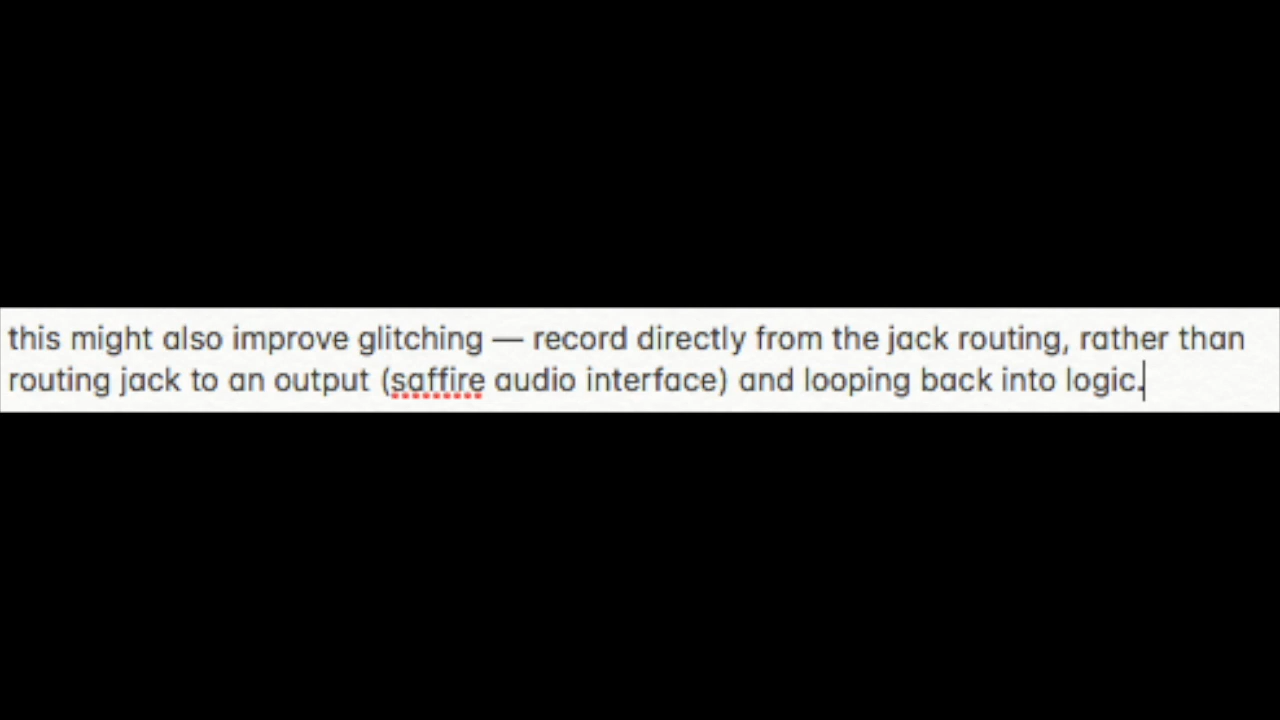 this might also improve glitching — record directly from the jack routing, rather than
routing jack to an output (saffire audio interface) and looping back into logic.